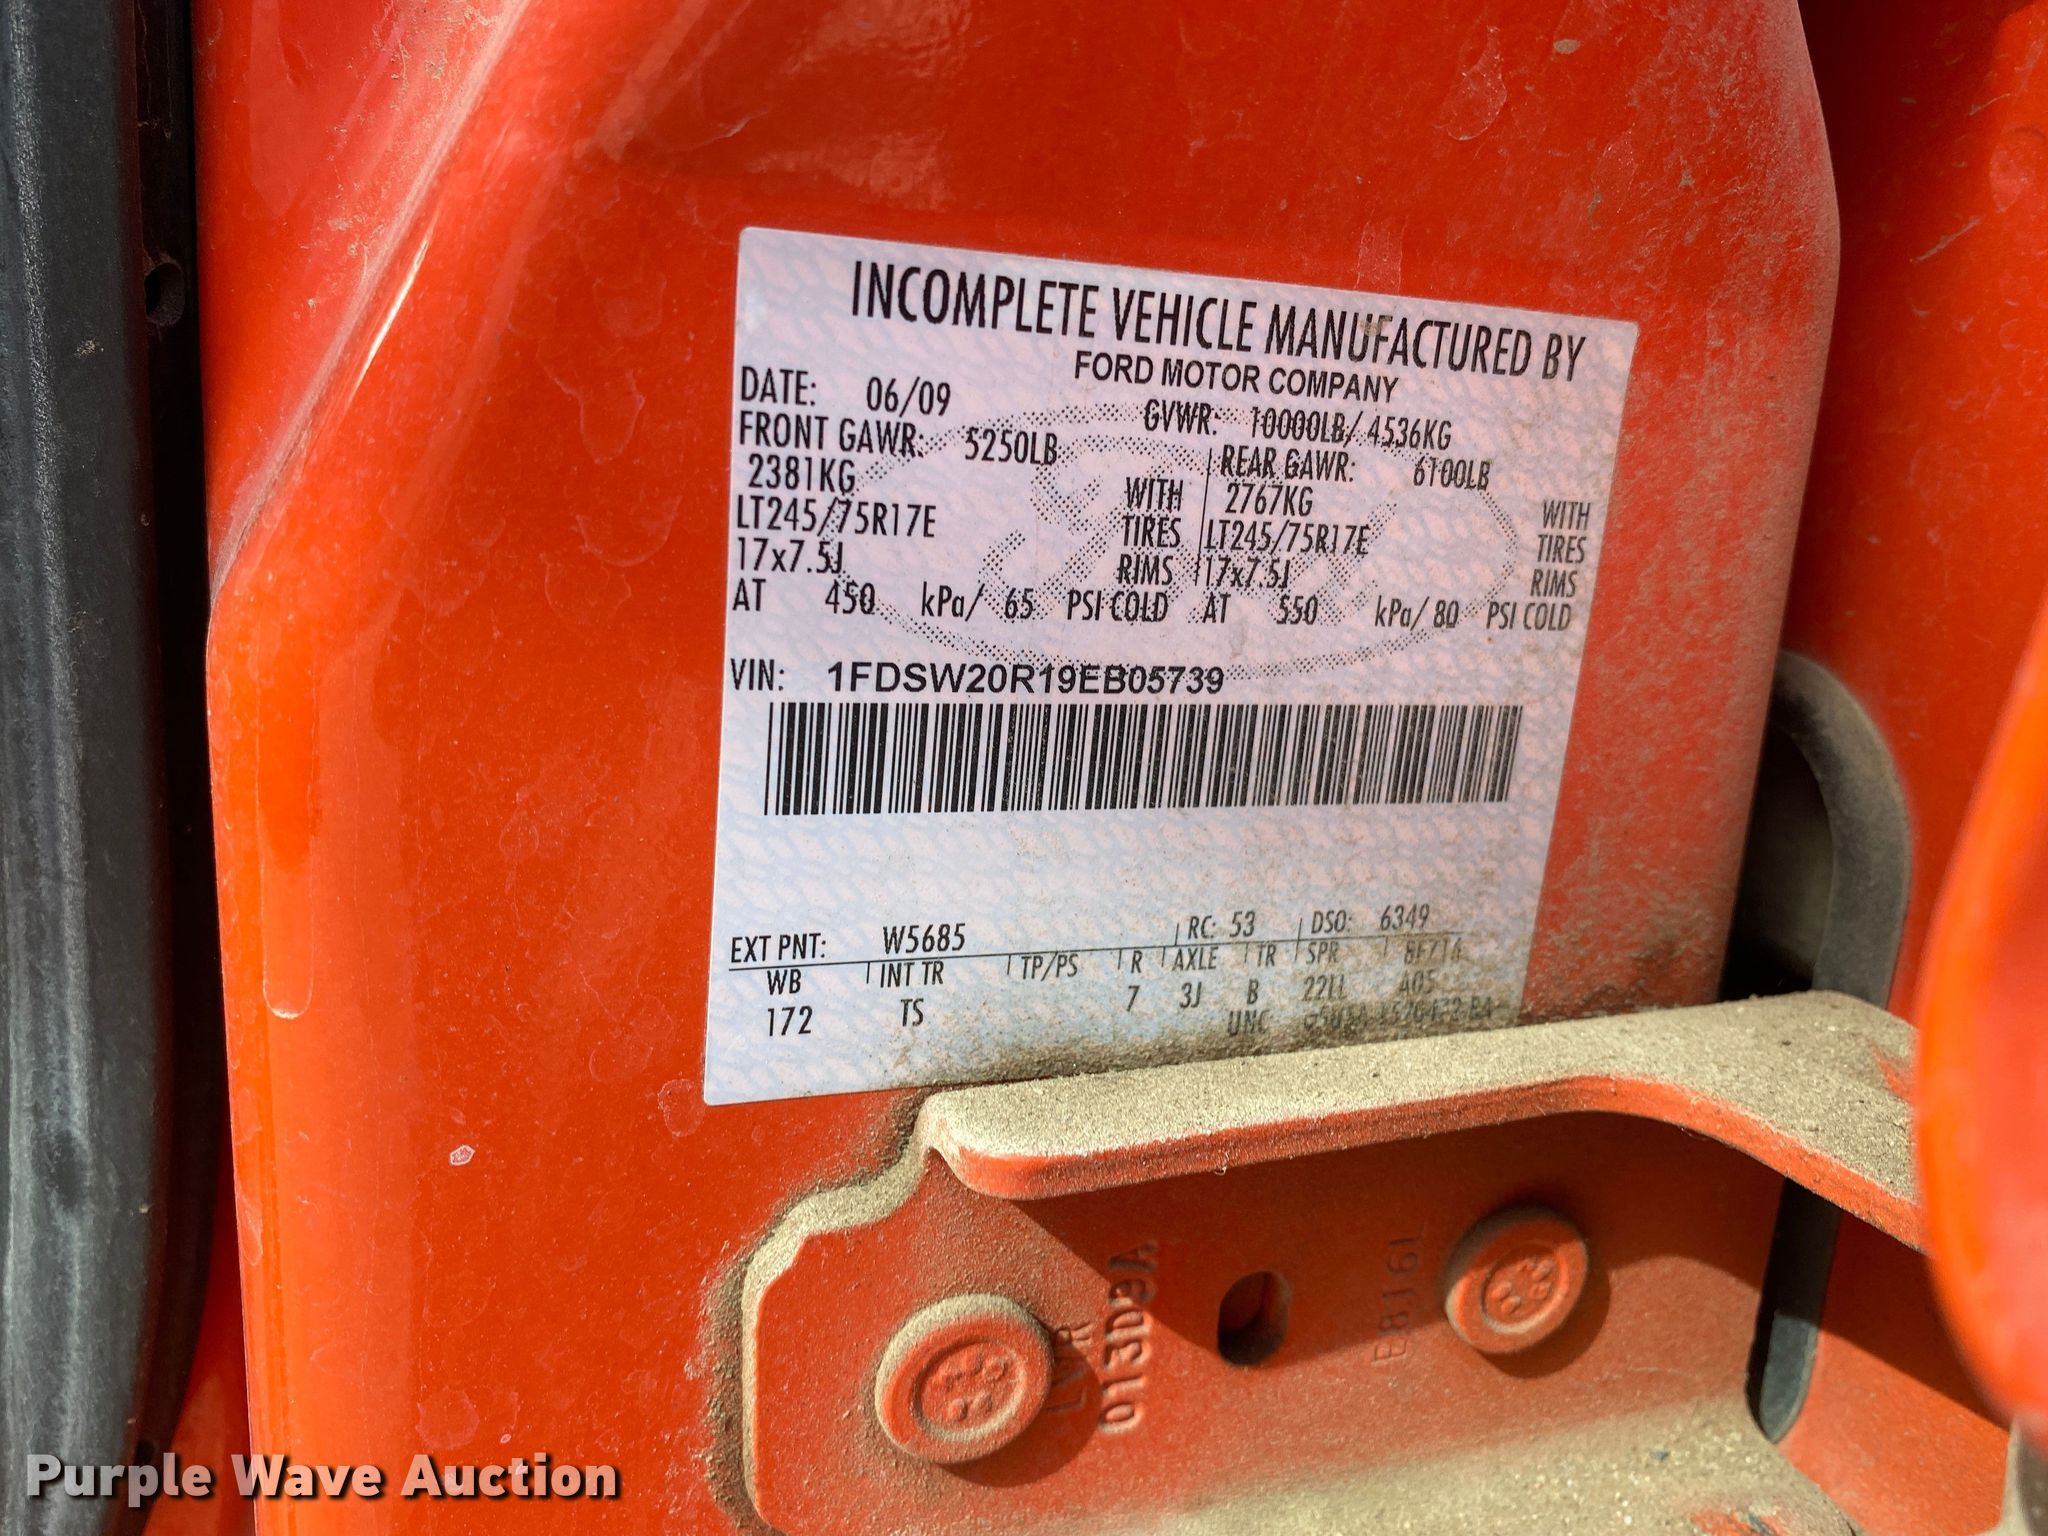 INCOMPLETE VEHICLE MANUFACTURED BY
FORD MOTOR COMPANY
DATE: 06/09 GVWR: 10000LB/ 4536KG
FRONT GAWR: 5250LB REAR GAWR: 6100LB
2381KG WITH 2767KG WITH
LT245/75R17E TIRES LT245/75R17E TIRES
17x7.5J RIMS 17x7.5J RIMS
AT 450 kPa/ 65 PSI COLD AT 550 kPa/ 80 PSI COLD
VIN: 1FDSW20R19EB05739
EXT PNT: W5685 RC: 53 DSO: 6349
WB INT TR TP/PS R AXLE TR SPR
172 TS 7 3J B 22LL A05
UNC
013D09A
E8161
Purple Wave Auction